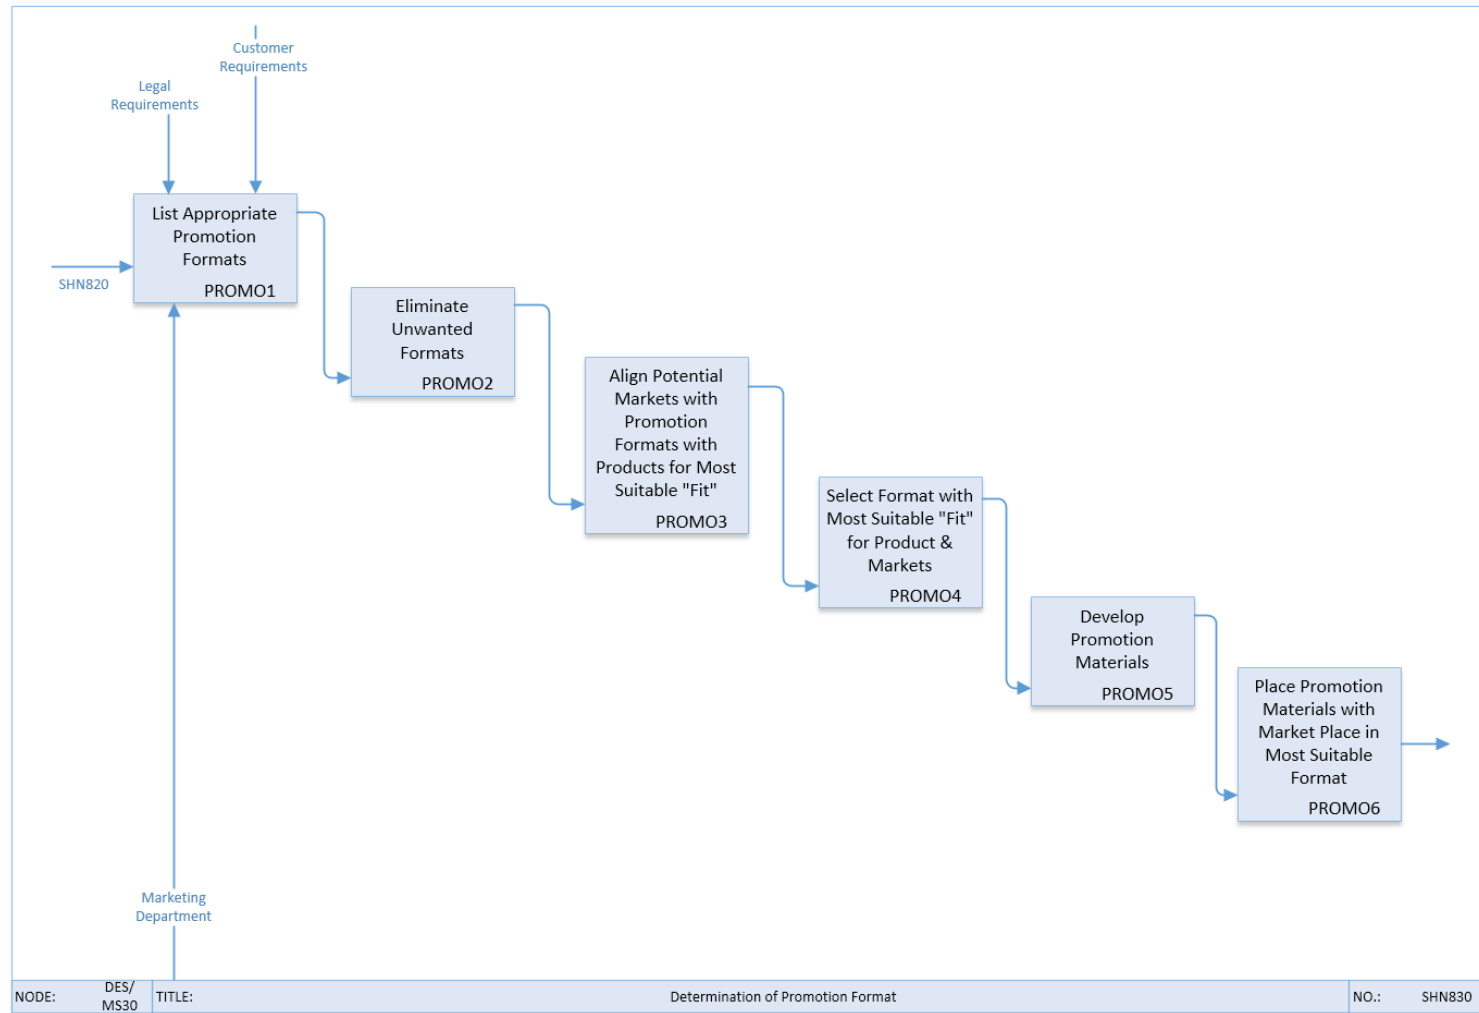 Customer
Requirements
Legal
Requirements
List Appropriate
Promotion
Formats
PROMO1
SHN820
Eliminate
Unwanted
Formats
PROMO2
Align Potential
Markets with
Promotion
Formats with
Products for Most
Suitable "Fit"
PROMO3
Select Format with
Most Suitable "Fit"
for Product &
Markets
PROMO4
Develop
Promotion
Materials
PROMO5
Place Promotion
Materials with
Market Place in
Most Suitable
Format
PROMO6
Marketing
Department
NODE:
DES/
MS30
TITLE:
Determination of Promotion Format
NO.:
SHN830